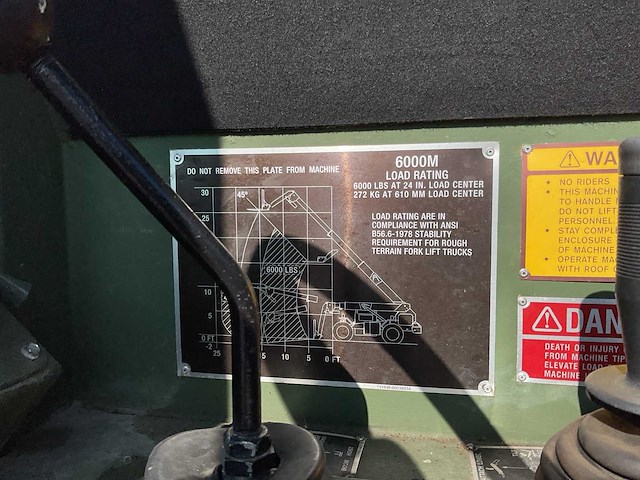 DO NOT REMOVE THIS PLATE FROM MACHINE
6000M
LOAD RATING
6000 LBS AT 24 IN. LOAD CENTER
272 KG AT 610 MM LOAD CENTER
LOAD RATING ARE IN
COMPLIANCE WITH ANSI
B56.6-1978 STABILITY
REQUIREMENT FOR ROUGH
TERRAIN FORK LIFT TRUCKS
30
45°
25
6000 LBS
10
5
0 FT
-2
25
5 10 5 0 FT
WA
NO RIDERS
THIS MACHIN
TO HANDLE
DO NOT LIFT
PERSONNEL.
STAY COMPL
ENCLOSURE
OF MACHINE
OPERATE MA
WITH ROOF
DAN
DEATH OR INJURY
FROM MACHINE TIP
ELEVATE LOAD
MACHINE